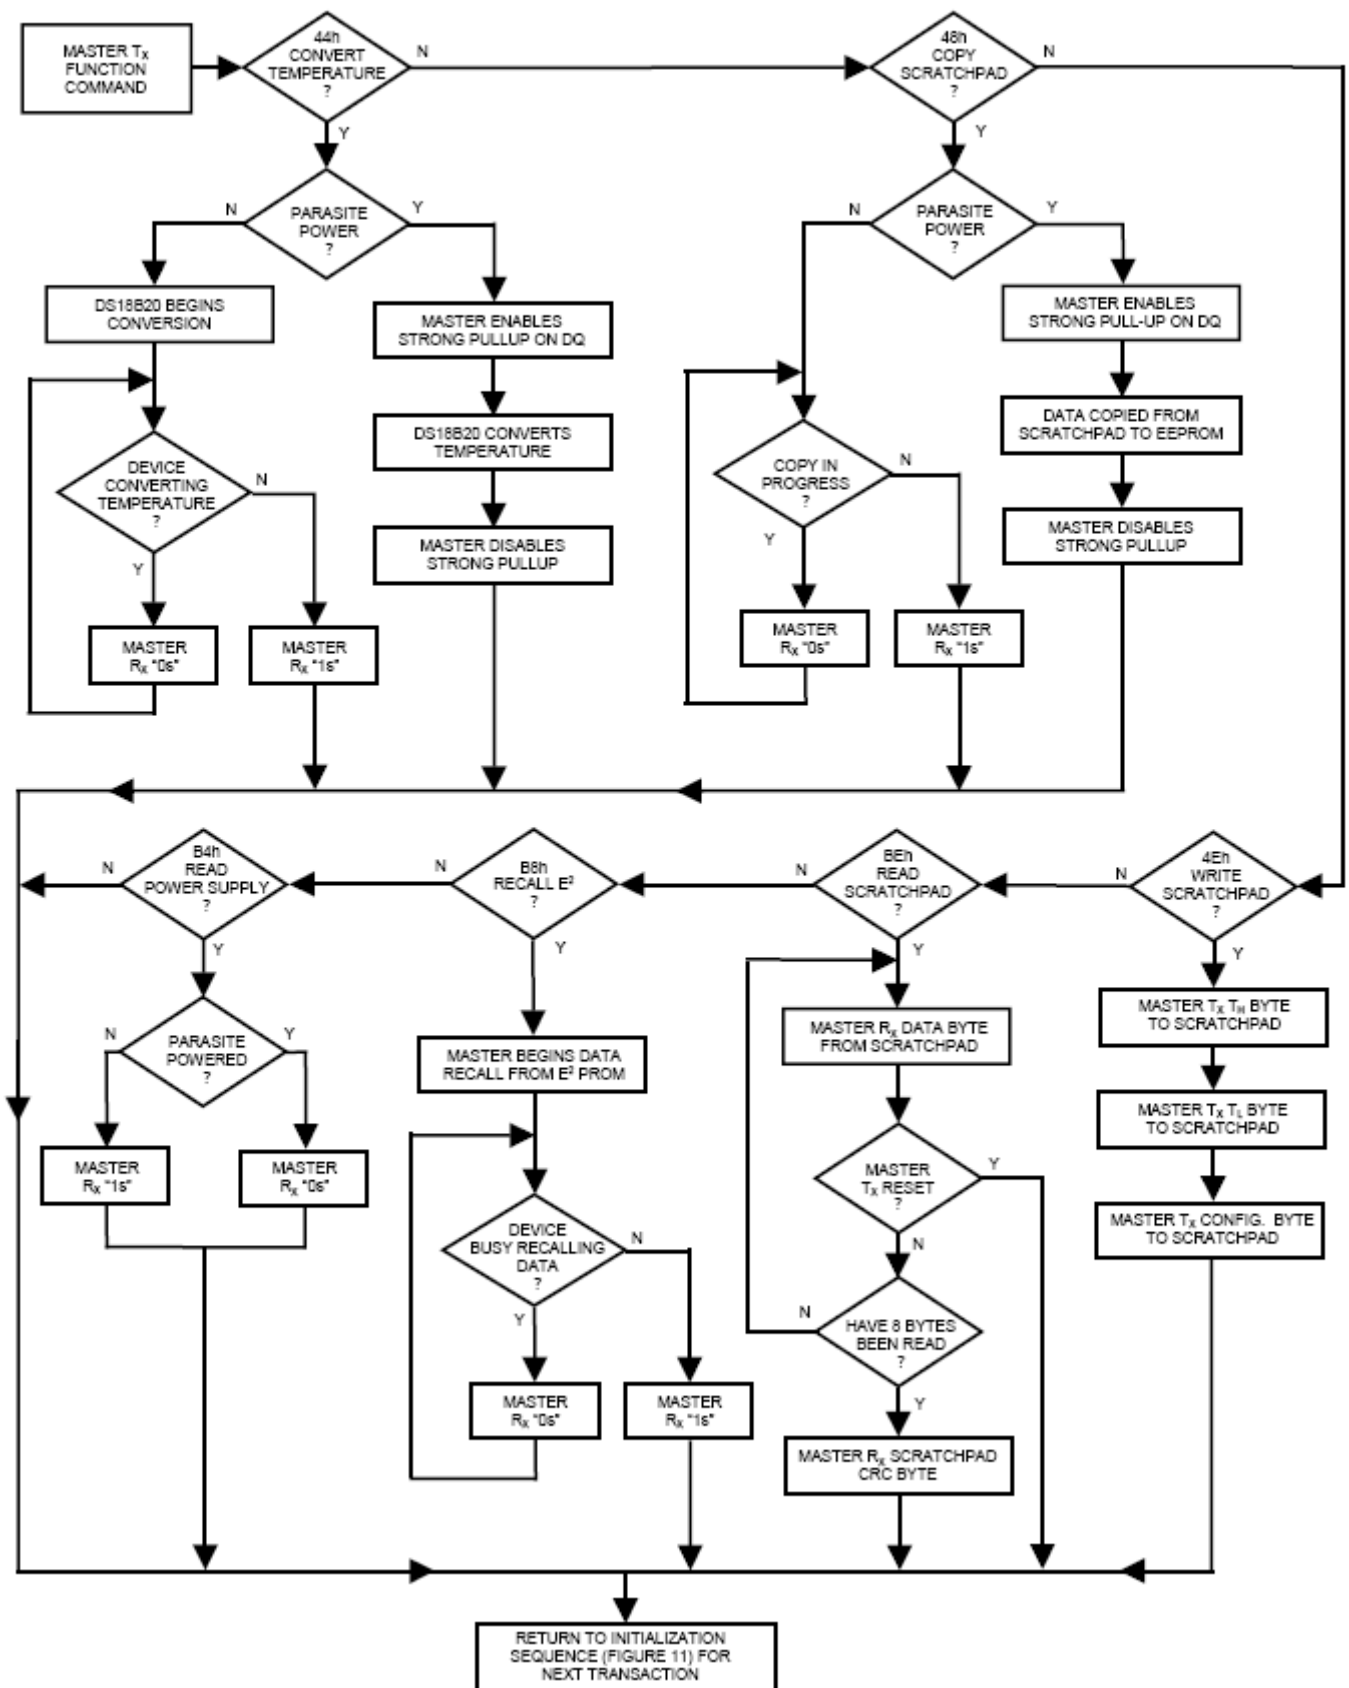 MASTER Tx
FUNCTION
COMMAND
44h
CONVERT
TEMPERATURE
?
N
Y
48h
COPY
SCRATCHPAD
?
N
Y
PARASITE
POWER
?
N
Y
PARASITE
POWER
?
N
Y
DS18B20 BEGINS
CONVERSION
MASTER ENABLES
STRONG PULLUP ON DQ
MASTER ENABLES
STRONG PULL-UP ON DQ
DS18B20 CONVERTS
TEMPERATURE
DATA COPIED FROM
SCRATCHPAD TO EEPROM
DEVICE
CONVERTING
TEMPERATURE
?
N
Y
COPY IN
PROGRESS
?
N
Y
MASTER DISABLES
STRONG PULLUP
MASTER DISABLES
STRONG PULLUP
MASTER
Rx "0s"
MASTER
Rx "1s"
MASTER
Rx "0s"
MASTER
Rx "1s"
B4h
READ
POWER SUPPLY
?
N
Y
B8h
RECALL E²
?
N
Y
BEh
READ
SCRATCHPAD
?
N
Y
4Eh
WRITE
SCRATCHPAD
?
N
Y
PARASITE
POWERED
?
N
Y
MASTER BEGINS DATA
RECALL FROM E² PROM
MASTER Rx DATA BYTE
FROM SCRATCHPAD
MASTER Tx TH BYTE
TO SCRATCHPAD
MASTER Tx TL BYTE
TO SCRATCHPAD
MASTER
Rx "1s"
MASTER
Rx "0s"
MASTER
Tx RESET
?
Y
N
MASTER Tx CONFIG. BYTE
TO SCRATCHPAD
DEVICE
BUSY RECALLING
DATA
?
N
Y
HAVE 8 BYTES
BEEN READ
?
N
Y
MASTER
Rx "0s"
MASTER
Rx "1s"
MASTER Rx SCRATCHPAD
CRC BYTE
RETURN TO INITIALIZATION
SEQUENCE (FIGURE 11) FOR
NEXT TRANSACTION